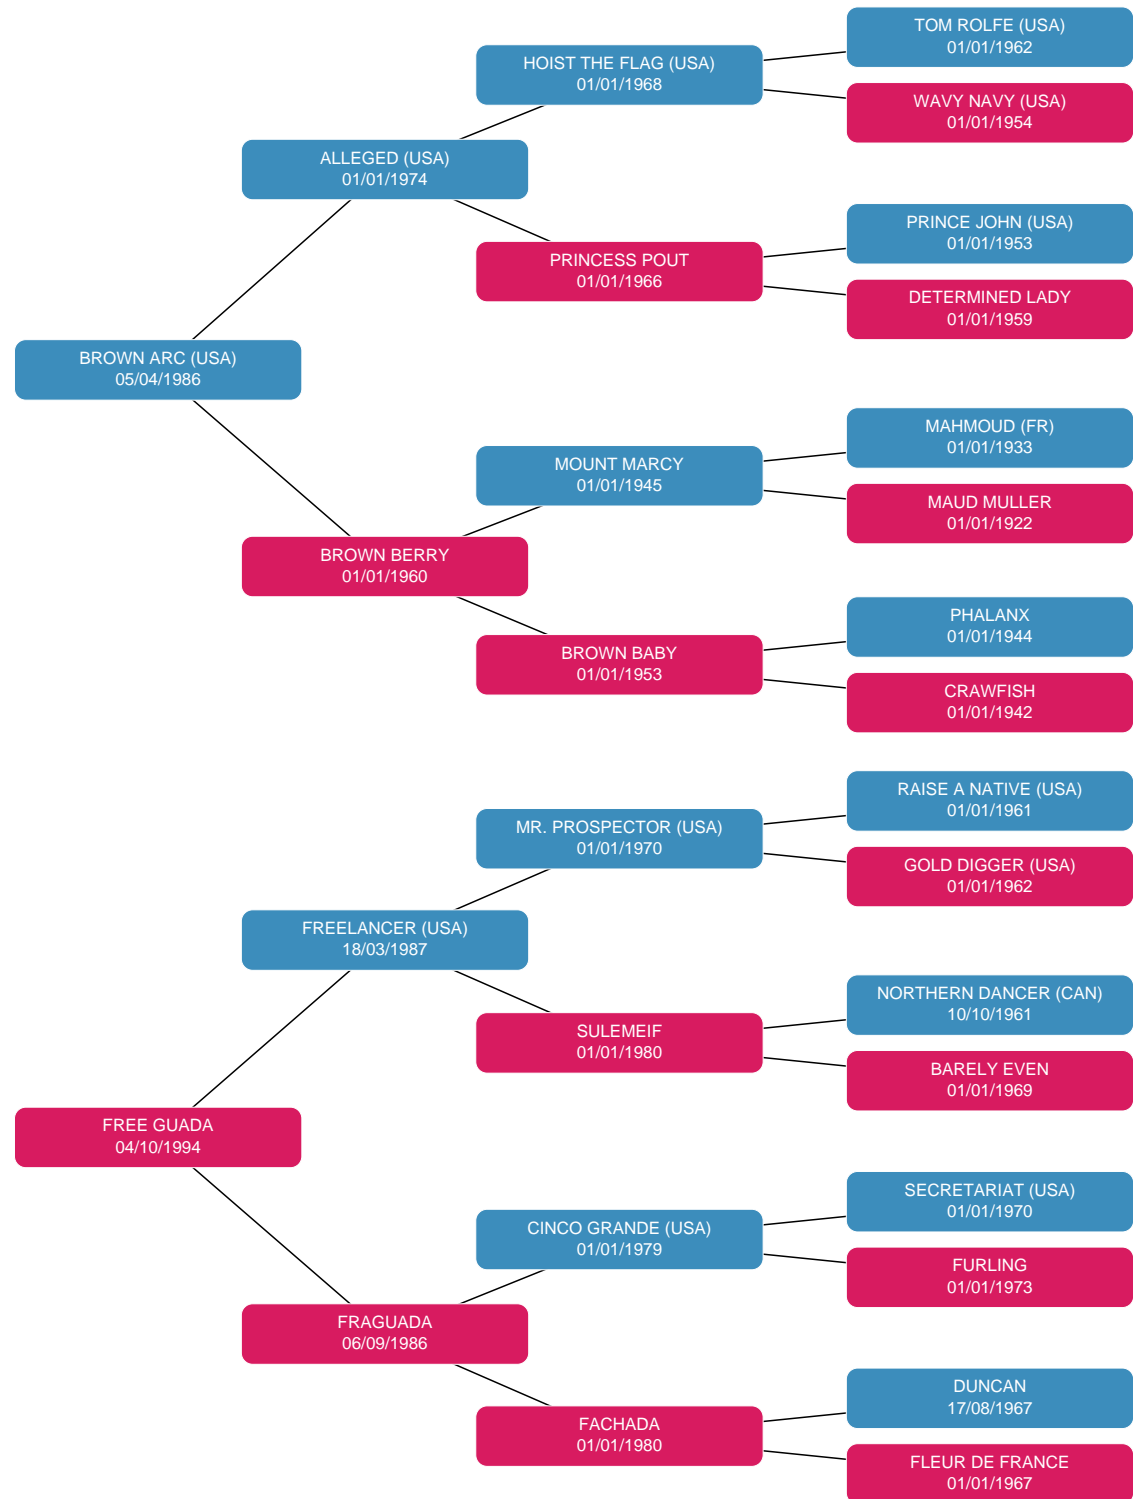 TOM ROLFE (USA)
01/01/1962
HOIST THE FLAG (USA)
01/01/1968
WAVY NAVY (USA)
01/01/1954
ALLEGED (USA)
01/01/1974
PRINCE JOHN (USA)
01/01/1953
PRINCESS POUT
01/01/1966
DETERMINED LADY
01/01/1959
BROWN ARC (USA)
05/04/1986
MAHMOUD (FR)
01/01/1933
MOUNT MARCY
01/01/1945
MAUD MULLER
01/01/1922
BROWN BERRY
01/01/1960
PHALANX
01/01/1944
BROWN BABY
01/01/1953
CRAWFISH
01/01/1942
RAISE A NATIVE (USA)
01/01/1961
MR. PROSPECTOR (USA)
01/01/1970
GOLD DIGGER (USA)
01/01/1962
FREELANCER (USA)
18/03/1987
NORTHERN DANCER (CAN)
10/10/1961
SULEMEIF
01/01/1980
BARELY EVEN
01/01/1969
FREE GUADA
04/10/1994
SECRETARIAT (USA)
01/01/1970
CINCO GRANDE (USA)
01/01/1979
FURLING
01/01/1973
FRAGUADA
06/09/1986
DUNCAN
17/08/1967
FACHADA
01/01/1980
FLEUR DE FRANCE
01/01/1967